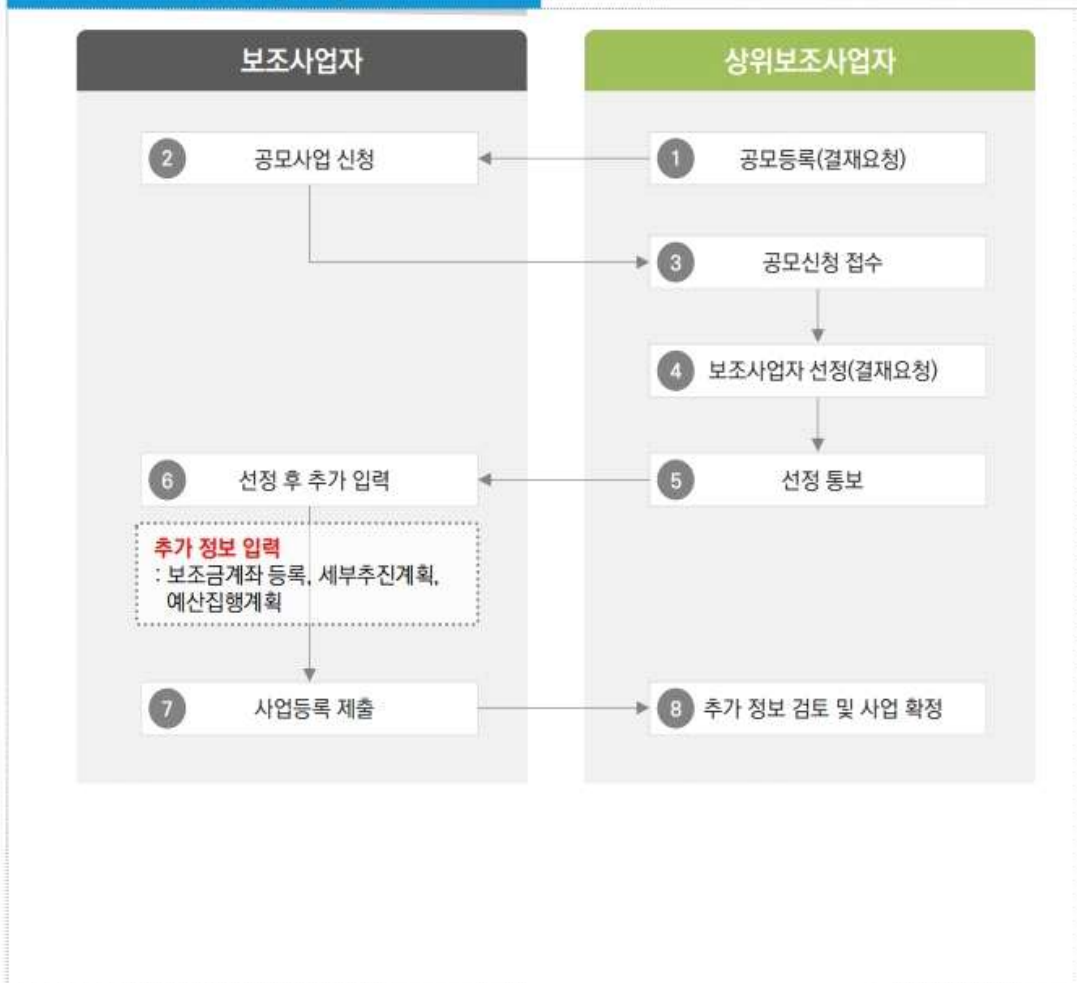 보조사업자
상위보조사업자
2 공모사업 신청
1 공모등록(결재요청)
3 공모신청 접수
4 보조사업자 선정(결재요청)
6 선정 후 추가 입력
5 선정 통보
추가 정보 입력
: 보조금계좌 등록, 세부추진계획,
예산집행계획
7 사업등록 제출
8 추가 정보 검토 및 사업 확정